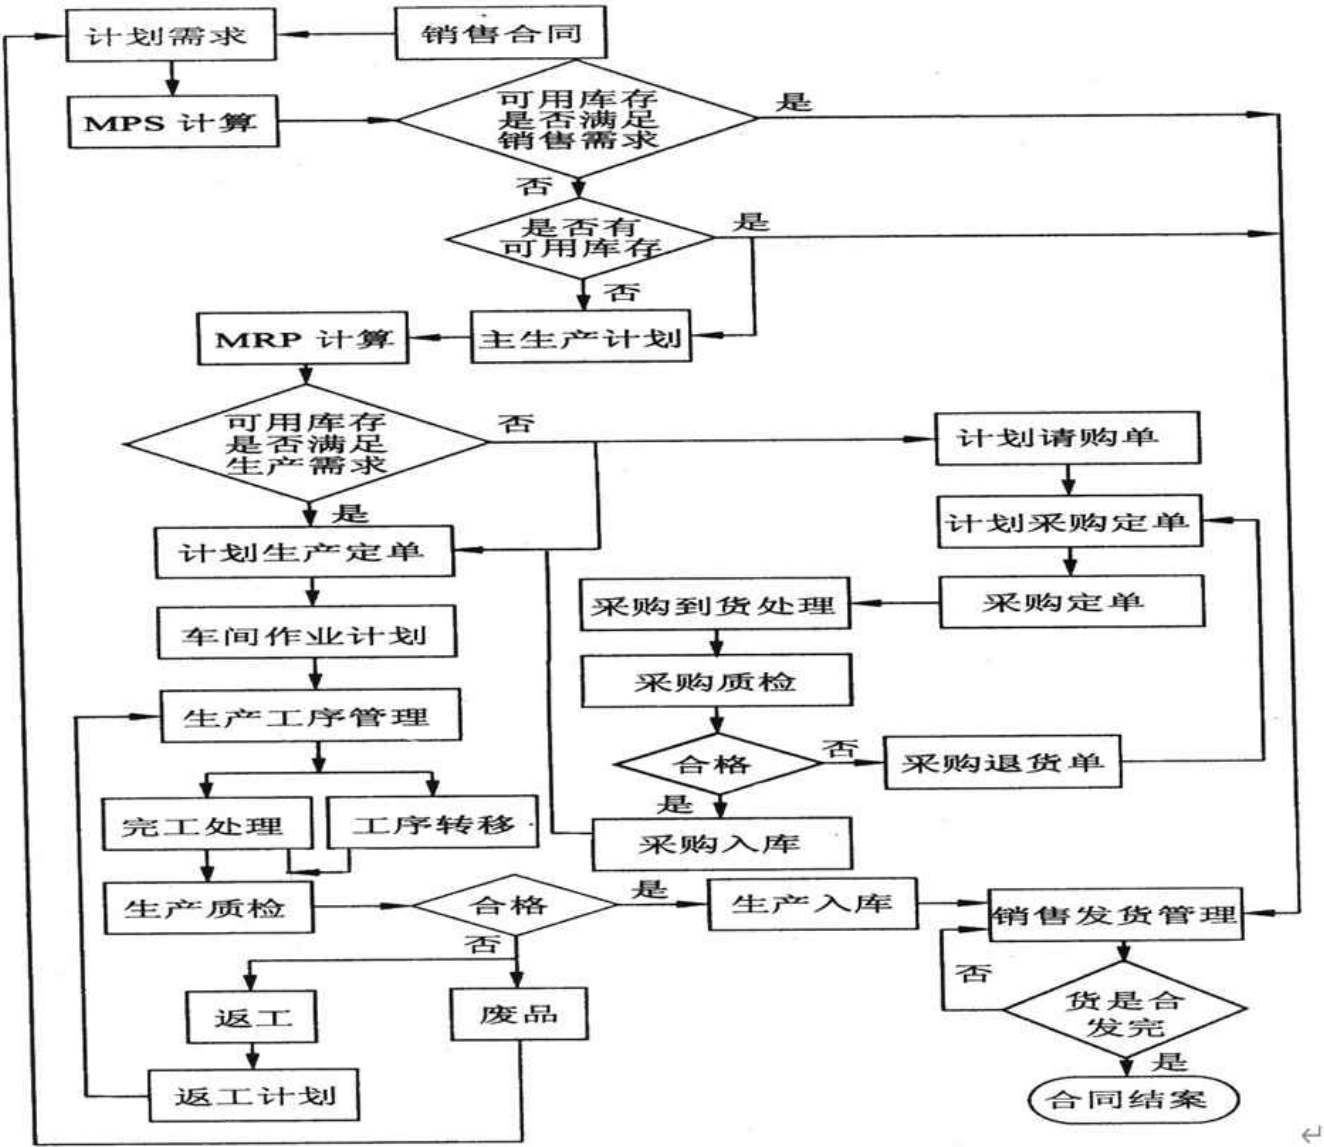 计划需求
销售合同
MPS 计算
可用库存
是否满足
销售需求
是
否
是否有
可用库存
是
否
MRP 计算
主生产计划
可用库存
是否满足
生产需求
否
计划请购单
是
计划生产定单
计划采购定单
采购到货处理
采购定单
车间作业计划
采购质检
生产工序管理
合格
否
采购退货单
是
完工处理
工序转移
采购入库
生产质检
合格
是
生产入库
销售发货管理
否
否
返工
废品
货是合
发完
是
返工计划
合同结案